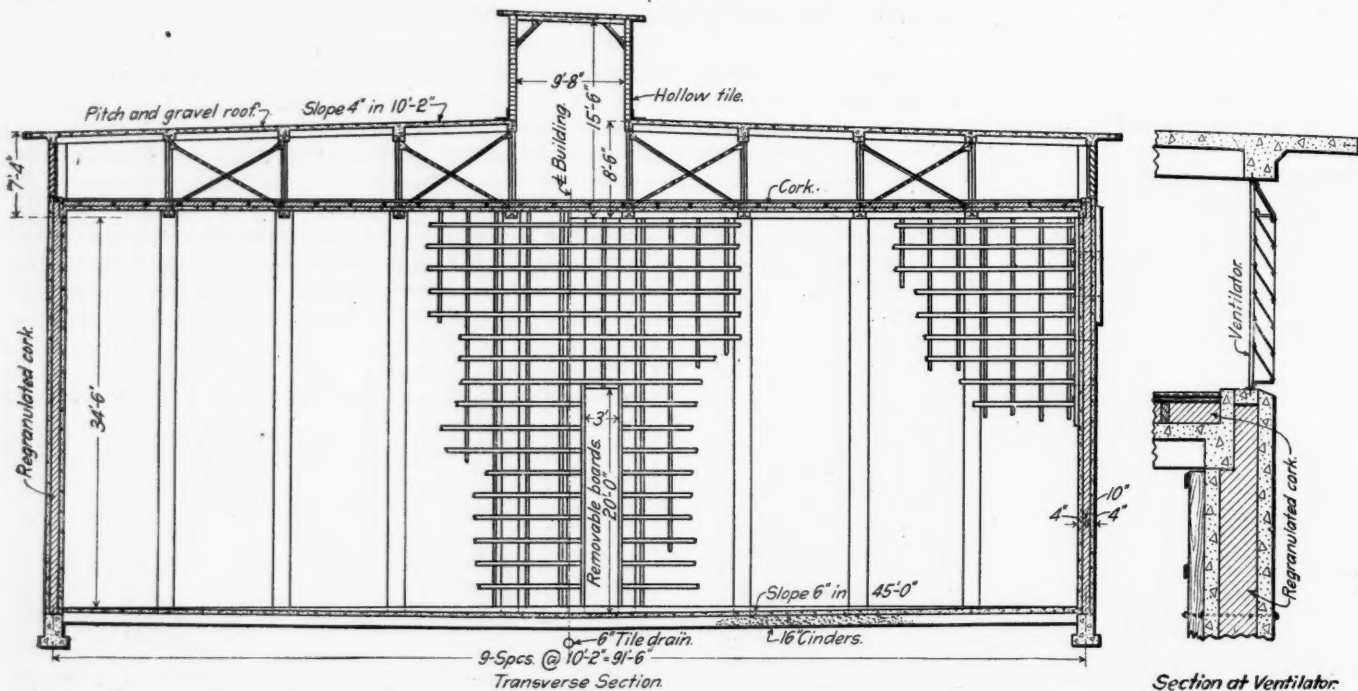 9'-8"
Hollow tile.
Pitch and gravel roof.
Slope 4" in 10'-2"
15'-6"
℄ Building.
8'-6"
7'-4"
Cork.
Regranulated cork.
34'-6"
3'
Removable boards.
20'-0"
10"
4"
4"
Slope 6" in 45'-0"
6" Tile drain.
16" Cinders.
9-Spcs. @ 10'-2"=91'-6"
Transverse Section.
Ventilator.
Regranulated cork.
Section at Ventilator.